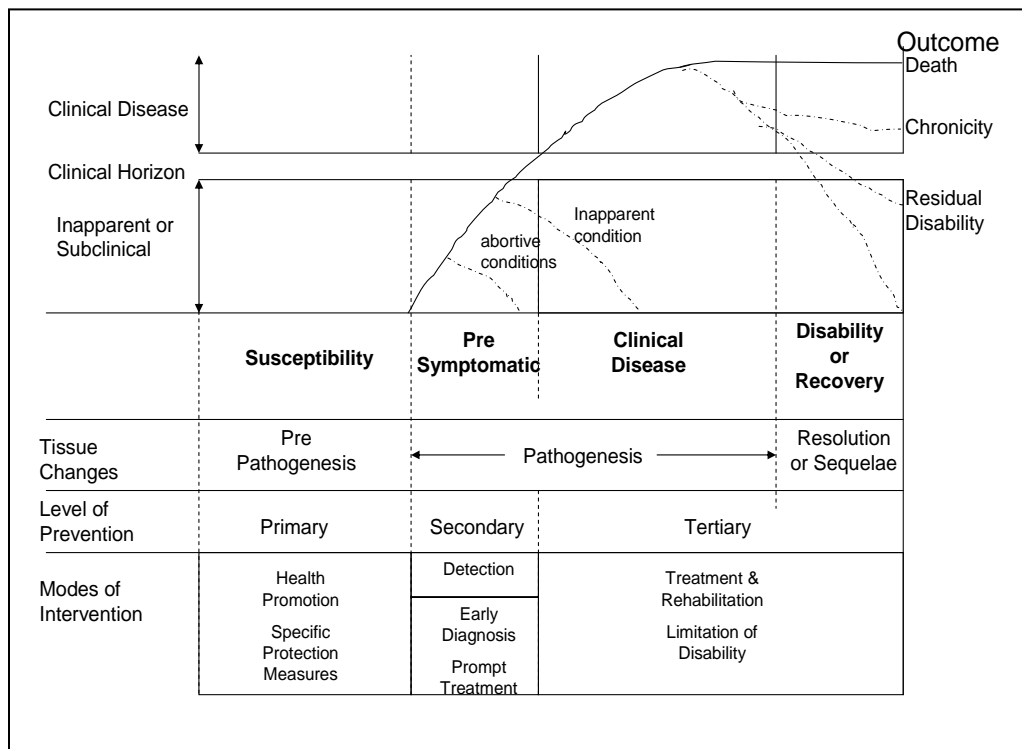 Outcome
Death
Clinical Disease
Chronicity
Clinical Horizon
Residual
Disability
Inapparent or
Subclinical
Inapparent
condition
abortive
conditions
Susceptibility
Pre
Symptomatic
Clinical
Disease
Disability
or
Recovery
Tissue
Changes
Pre
Pathogenesis
Pathogenesis
Resolution
or Sequelae
Level of
Prevention
Primary
Secondary
Tertiary
Modes of
Intervention
Health
Promotion
Specific
Protection
Measures
Detection
Early
Diagnosis
Prompt
Treatment
Treatment &
Rehabilitation
Limitation of
Disability